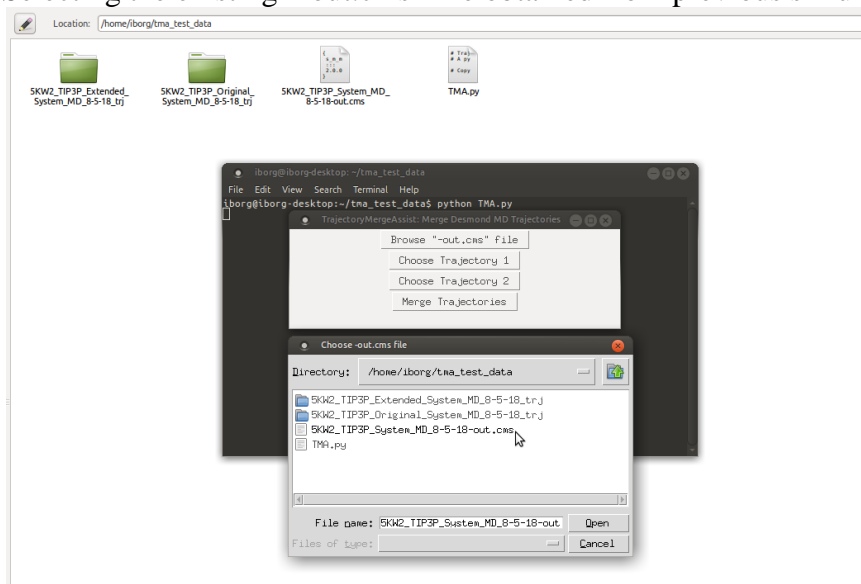 Location: /home/iborg/tma_test_data
5KW2_TIP3P_Extended_
System_MD_8-5-18_trj
5KW2_TIP3P_Original_
System_MD_8-5-18_trj
5KW2_TIP3P_System_MD_
8-5-18-out.cms
TMA.py
iborg@iborg-desktop: ~/tma_test_data
File Edit View Search Terminal Help
iborg@iborg-desktop:~/tma_test_data$ python TMA.py
TrajectoryMergeAssist: Merge Desmond MD Trajectories
Browse "-out.cms" file
Choose Trajectory 1
Choose Trajectory 2
Merge Trajectories
Choose -out.cms file
Directory: /home/iborg/tma_test_data
5KW2_TIP3P_Extended_System_MD_8-5-18_trj
5KW2_TIP3P_Original_System_MD_8-5-18_trj
5KW2_TIP3P_System_MD_8-5-18-out.cms
TMA.py
File name: 5KW2_TIP3P_System_MD_8-5-18-out Open
Files of type: Cancel